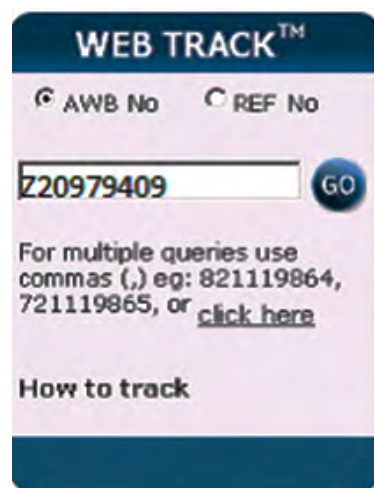 WEB TRACK™
AWB No REF No
Z20979409 GO
For multiple queries use
commas (,) eg: 821119864,
721119865, or click here
How to track